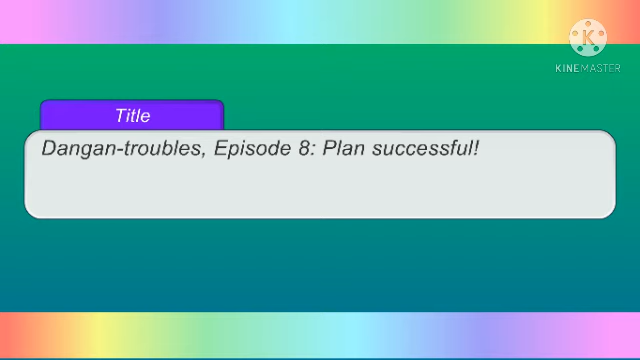 K
KINEMASTER
Title
Dangan-troubles, Episode 8: Plan successful!